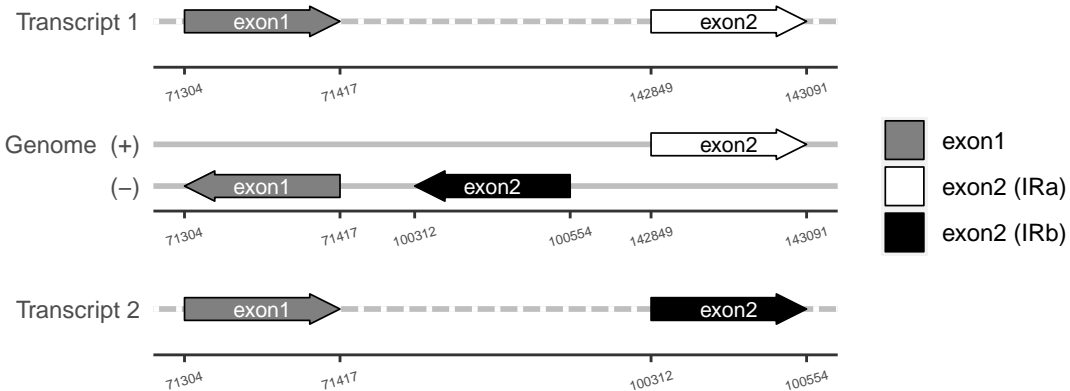 Transcript 1 exon1 exon2
71304 71417 142849 143091
Genome (+) exon2
(−) exon1 exon2
71304 71417 100312 100554 142849 143091
exon1
exon2 (IRa)
exon2 (IRb)
Transcript 2 exon1 exon2
71304 71417 100312 100554